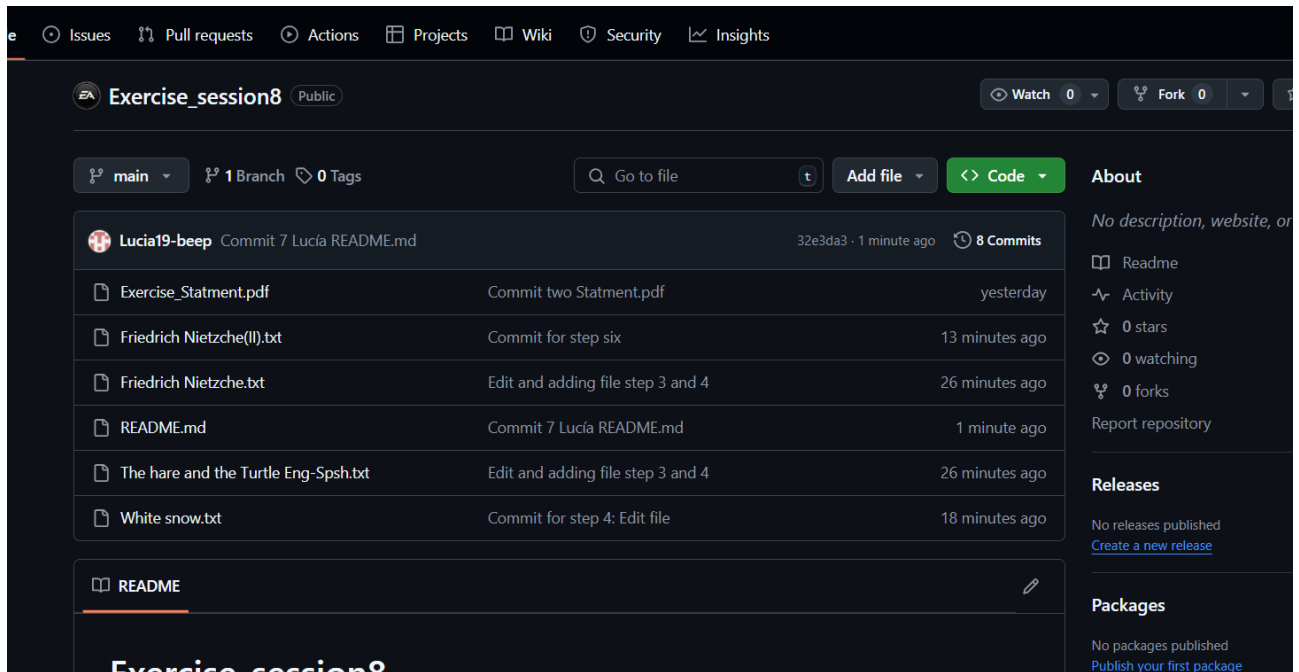 e Issues Pull requests Actions Projects Wiki Security Insights
EA Exercise_session8 Public Watch 0 Fork 0
main 1 Branch 0 Tags Go to file t Add file <> Code
Lucia19-beep Commit 7 Lucía README.md 32e3da3 · 1 minute ago 8 Commits
Exercise_Statment.pdf Commit two Statment.pdf yesterday
Friedrich Nietzche(II).txt Commit for step six 13 minutes ago
Friedrich Nietzche.txt Edit and adding file step 3 and 4 26 minutes ago
README.md Commit 7 Lucía README.md 1 minute ago
The hare and the Turtle Eng-Spsh.txt Edit and adding file step 3 and 4 26 minutes ago
White snow.txt Commit for step 4: Edit file 18 minutes ago
README
Exercise_session8
About
No description, website, or
Readme
Activity
0 stars
0 watching
0 forks
Report repository
Releases
No releases published
Create a new release
Packages
No packages published
Publish your first package